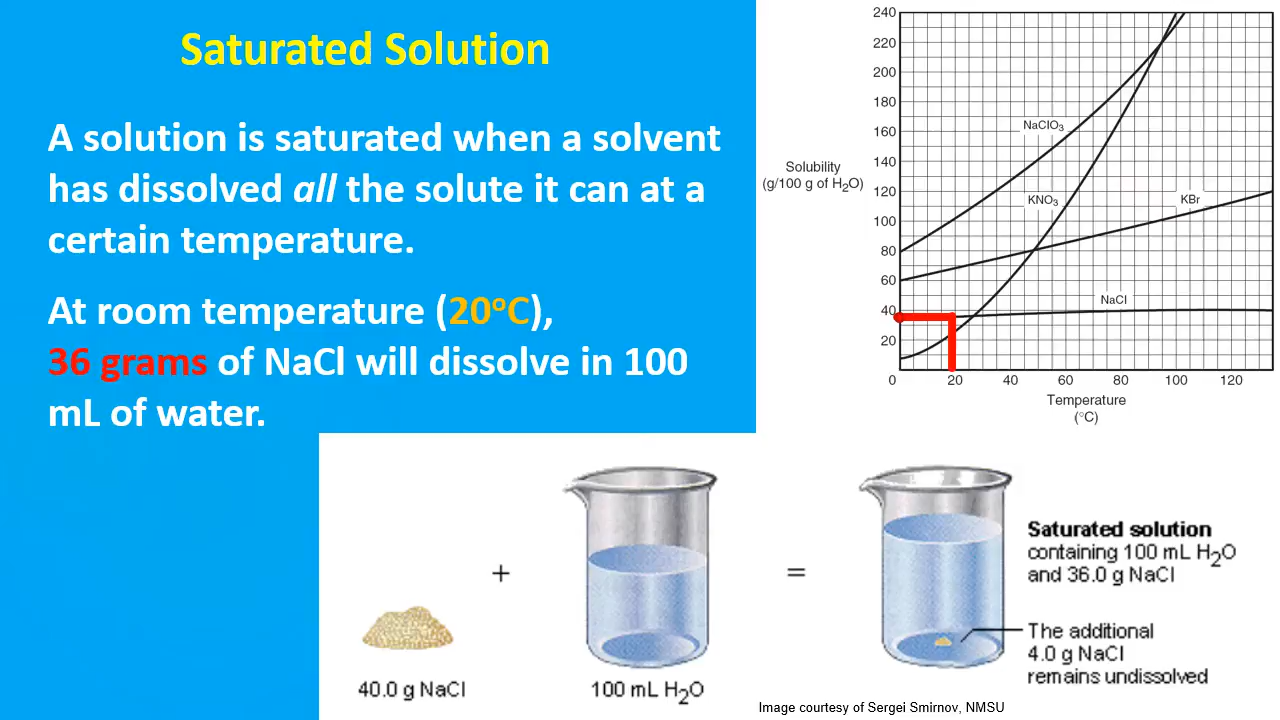 Saturated Solution
A solution is saturated when a solvent
has dissolved all the solute it can at a
certain temperature.
At room temperature (20ºC),
36 grams of NaCl will dissolve in 100
mL of water.
240
220
200
180
160
140
120
100
80
60
40
20
0
20
40
60
80
100
120
Solubility
(g/100 g of H₂O)
NaClO₃
KNO₃
KBr
NaCl
Temperature
(°C)
+
=
40.0 g NaCl
100 mL H₂O
Saturated solution
containing 100 mL H₂O
and 36.0 g NaCl
The additional
4.0 g NaCl
remains undissolved
Image courtesy of Sergei Smirnov, NMSU